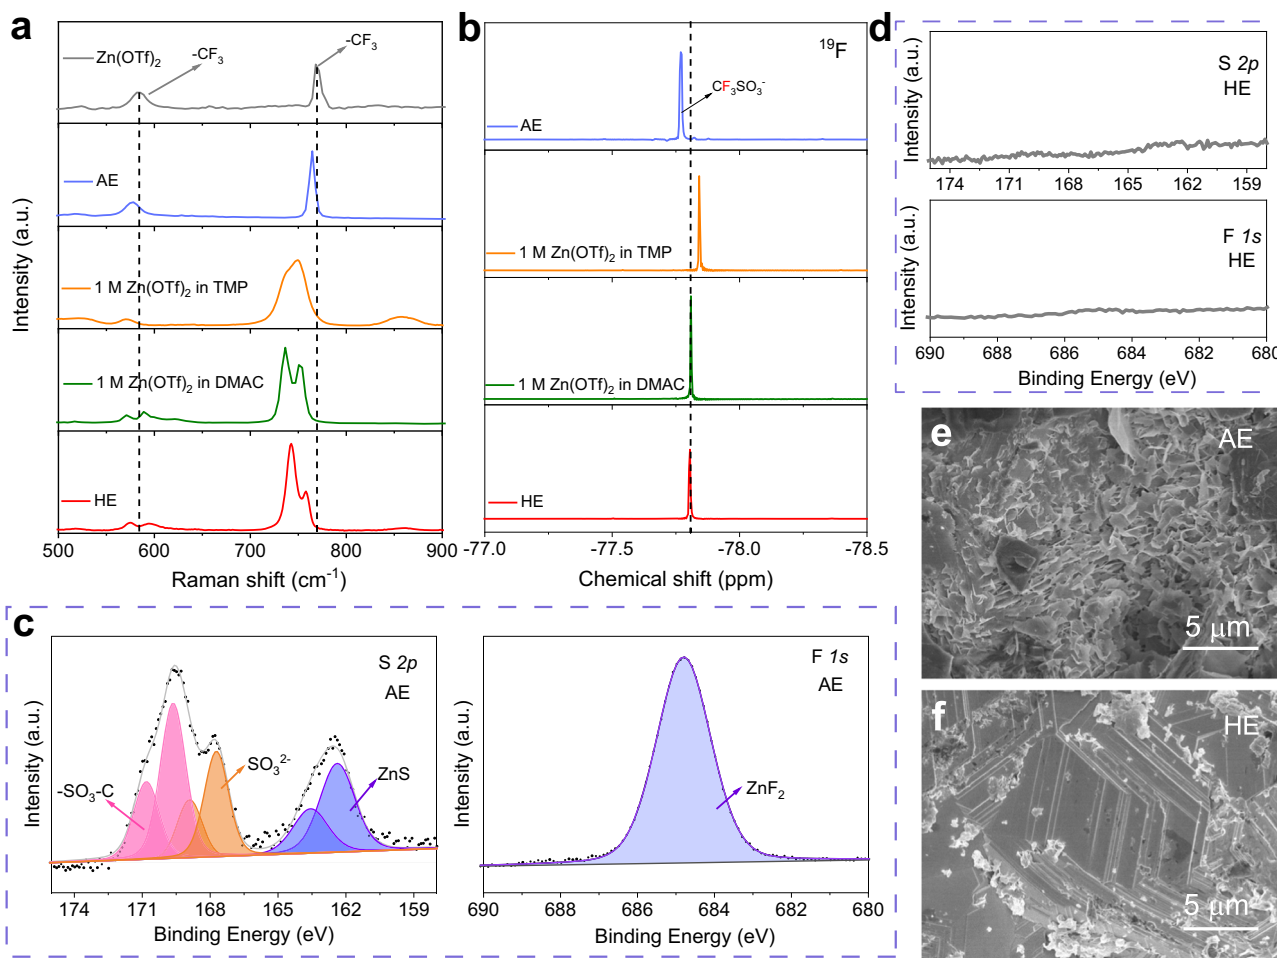 a
Zn(OTf)2
-CF3
-CF3
AE
1 M Zn(OTf)2 in TMP
1 M Zn(OTf)2 in DMAC
HE
Intensity (a.u.)
500 600 700 800 900
Raman shift (cm-1)
b
19F
CF3SO3-
AE
1 M Zn(OTf)2 in TMP
1 M Zn(OTf)2 in DMAC
HE
-77.0 -77.5 -78.0 -78.5
Chemical shift (ppm)
c
S 2p
AE
-SO3-C
SO32-
ZnS
Intensity (a.u.)
174 171 168 165 162 159
Binding Energy (eV)
F 1s
AE
ZnF2
Intensity (a.u.)
690 688 686 684 682 680
Binding Energy (eV)
d
S 2p
HE
Intensity (a.u.)
174 171 168 165 162 159
F 1s
HE
Intensity (a.u.)
690 688 686 684 682 680
Binding Energy (eV)
e
AE
5 μm
f
HE
5 μm